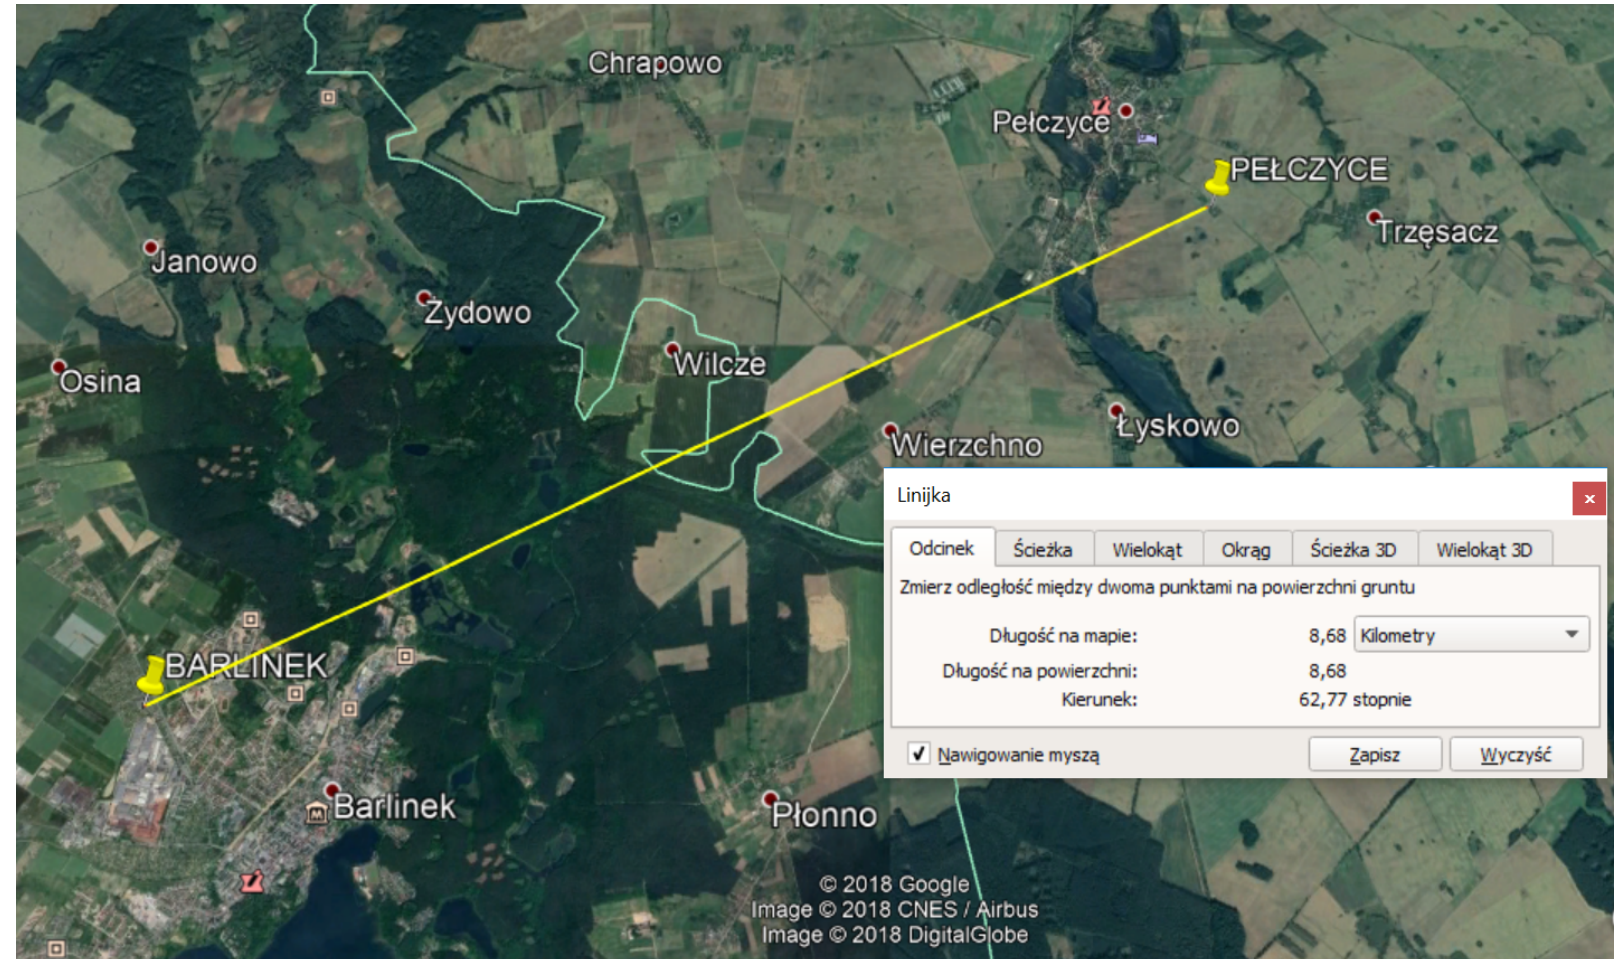 Chrapowo
Pełczyce
PEŁCZYCE
Trzęsacz
Janowo
Żydowo
Wilcze
Osina
Łyskowo
Wierzchno
Linijka
Odcinek Ścieżka Wielokąt Okrąg Ścieżka 3D Wielokąt 3D
Zmierz odległość między dwoma punktami na powierzchni gruntu
Długość na mapie: 8,68 Kilometry
Długość na powierzchni: 8,68
Kierunek: 62,77 stopnie
Nawigowanie myszą Zapisz Wyczyść
BARLINEK
Barlinek
Płonno
© 2018 Google
Image © 2018 CNES / Airbus
Image © 2018 DigitalGlobe